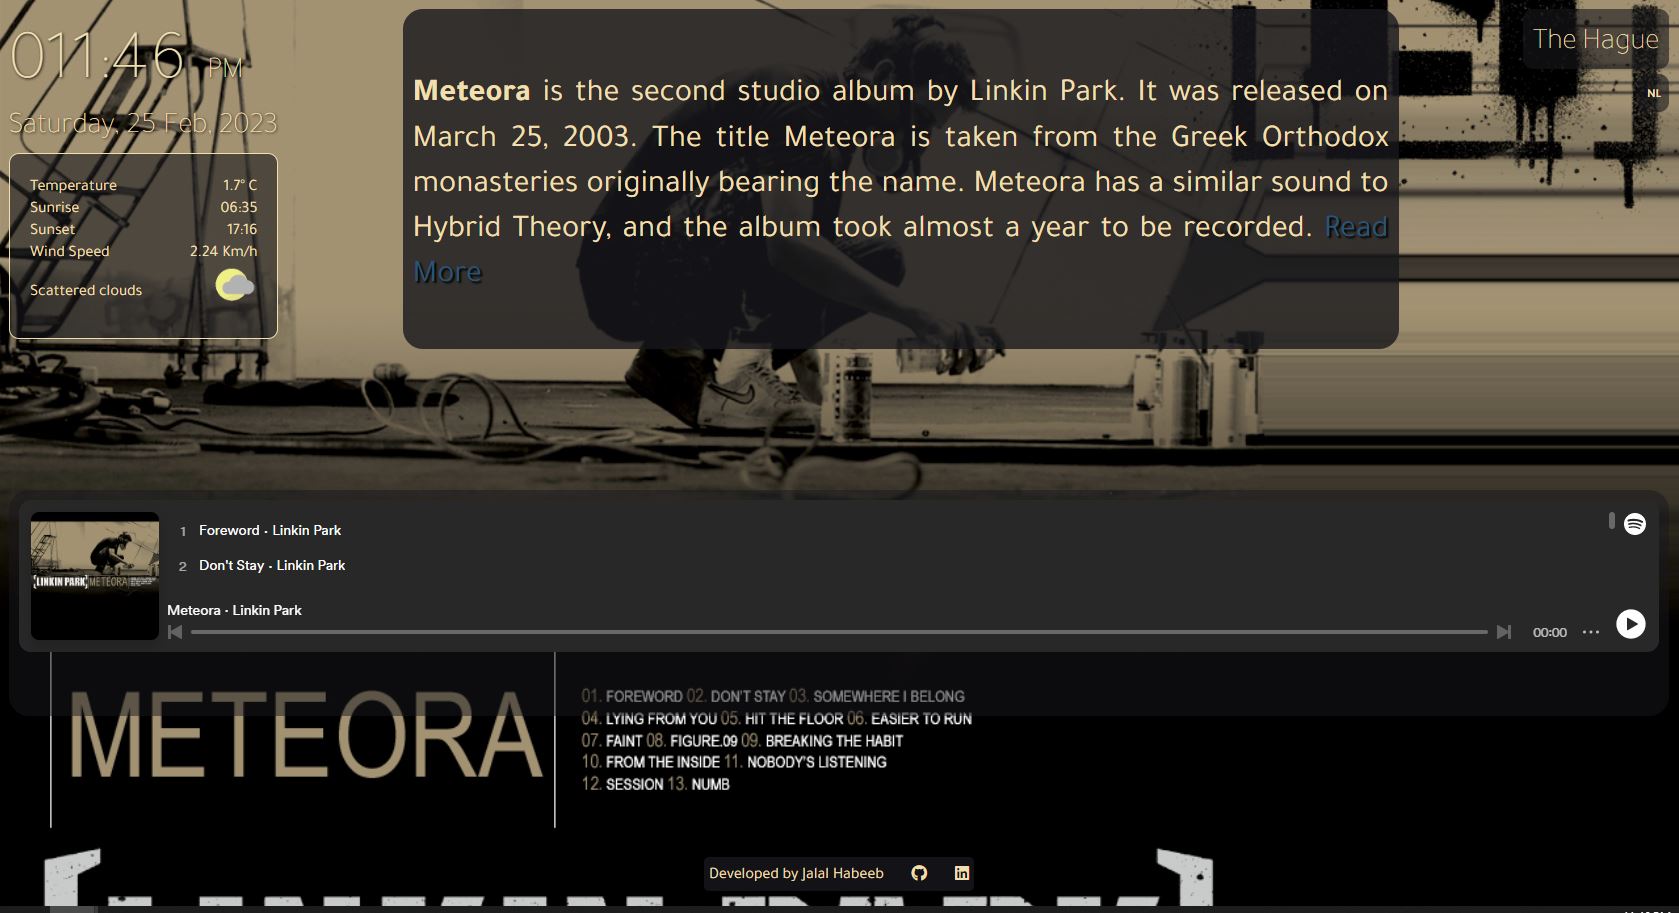 011:46 PM
Saturday, 25 Feb, 2023
Temperature 1.7° C
Sunrise 06:35
Sunset 17:16
Wind Speed 2.24 Km/h
Scattered clouds
Meteora is the second studio album by Linkin Park. It was released on
March 25, 2003. The title Meteora is taken from the Greek Orthodox
monasteries originally bearing the name. Meteora has a similar sound to
Hybrid Theory, and the album took almost a year to be recorded. Read
More
The Hague
NL
[LINKIN PARK] METEORA
1 Foreword · Linkin Park
2 Don't Stay · Linkin Park
Meteora · Linkin Park
00:00
METEORA
01. FOREWORD 02. DON'T STAY 03. SOMEWHERE I BELONG
04. LYING FROM YOU 05. HIT THE FLOOR 06. EASIER TO RUN
07. FAINT 08. FIGURE.09 09. BREAKING THE HABIT
10. FROM THE INSIDE 11. NOBODY'S LISTENING
12. SESSION 13. NUMB
Developed by Jalal Habeeb